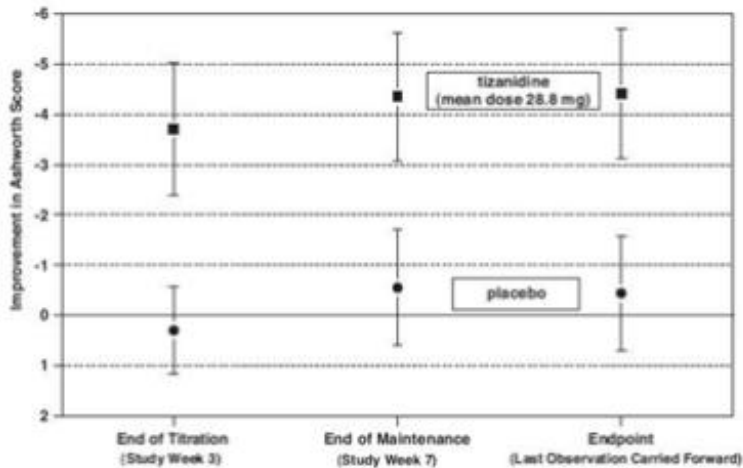 Improvement in Ashworth Score
-6
-5
-4
-3
-2
-1
0
1
2
tizanidine
(mean dose 28.8 mg)
placebo
End of Titration
(Study Week 3)
End of Maintenance
(Study Week 7)
Endpoint
(Last Observation Carried Forward)